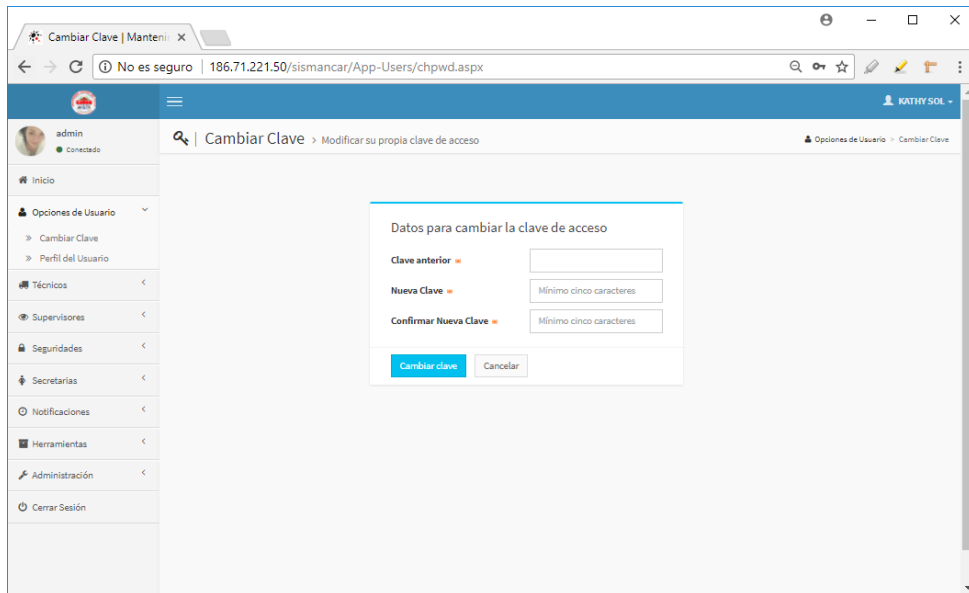 Cambiar Clave | Manteni
No es seguro | 186.71.221.50/sismancar/App-Users/chpwd.aspx
KATHY SOL
admin
Conectado
Cambiar Clave > Modificar su propia clave de acceso
Opciones de Usuario > Cambiar Clave
Inicio
Opciones de Usuario
» Cambiar Clave
» Perfil del Usuario
Técnicos
Supervisores
Seguridades
Secretarias
Notificaciones
Herramientas
Administración
Cerrar Sesión
Datos para cambiar la clave de acceso
Clave anterior
Nueva Clave
Mínimo cinco caracteres
Confirmar Nueva Clave
Mínimo cinco caracteres
Cambiar clave
Cancelar